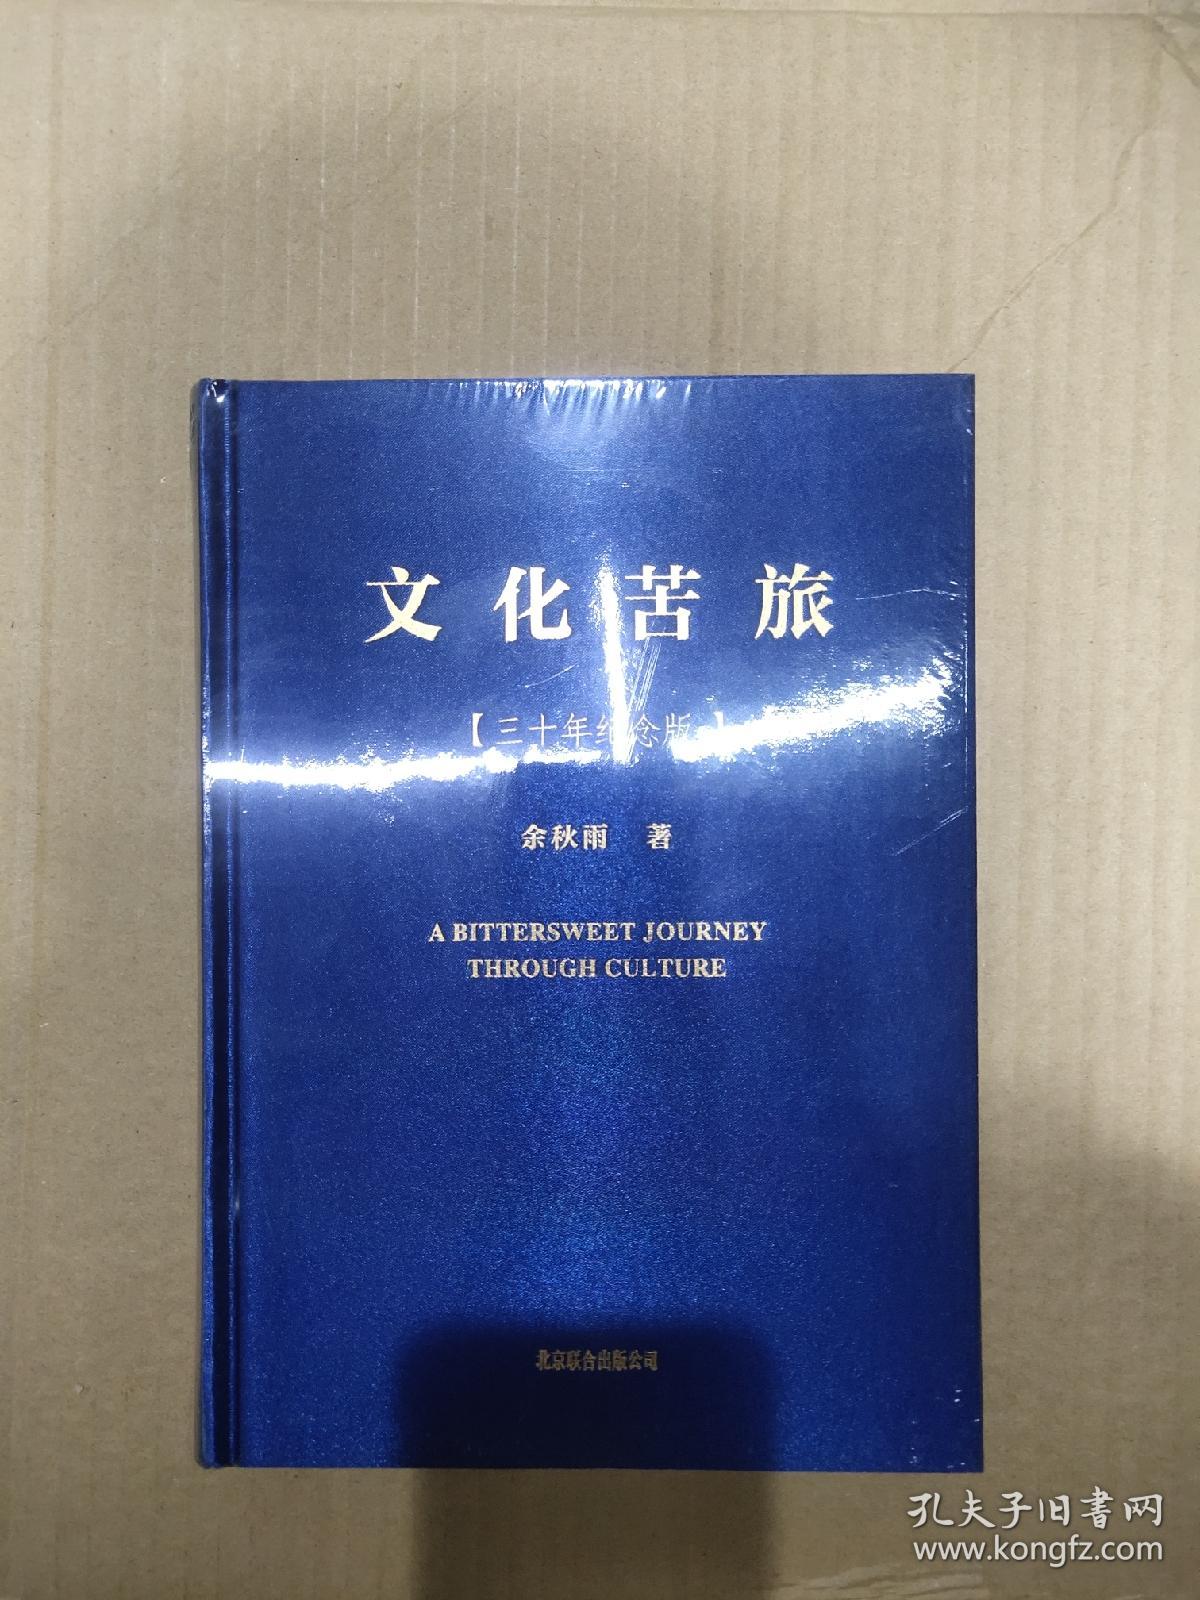 文化苦旅
【三十年纪念版】
余秋雨 著
A BITTERSWEET JOURNEY
THROUGH CULTURE
北京联合出版公司
孔夫子旧书网
www.kongfz.com